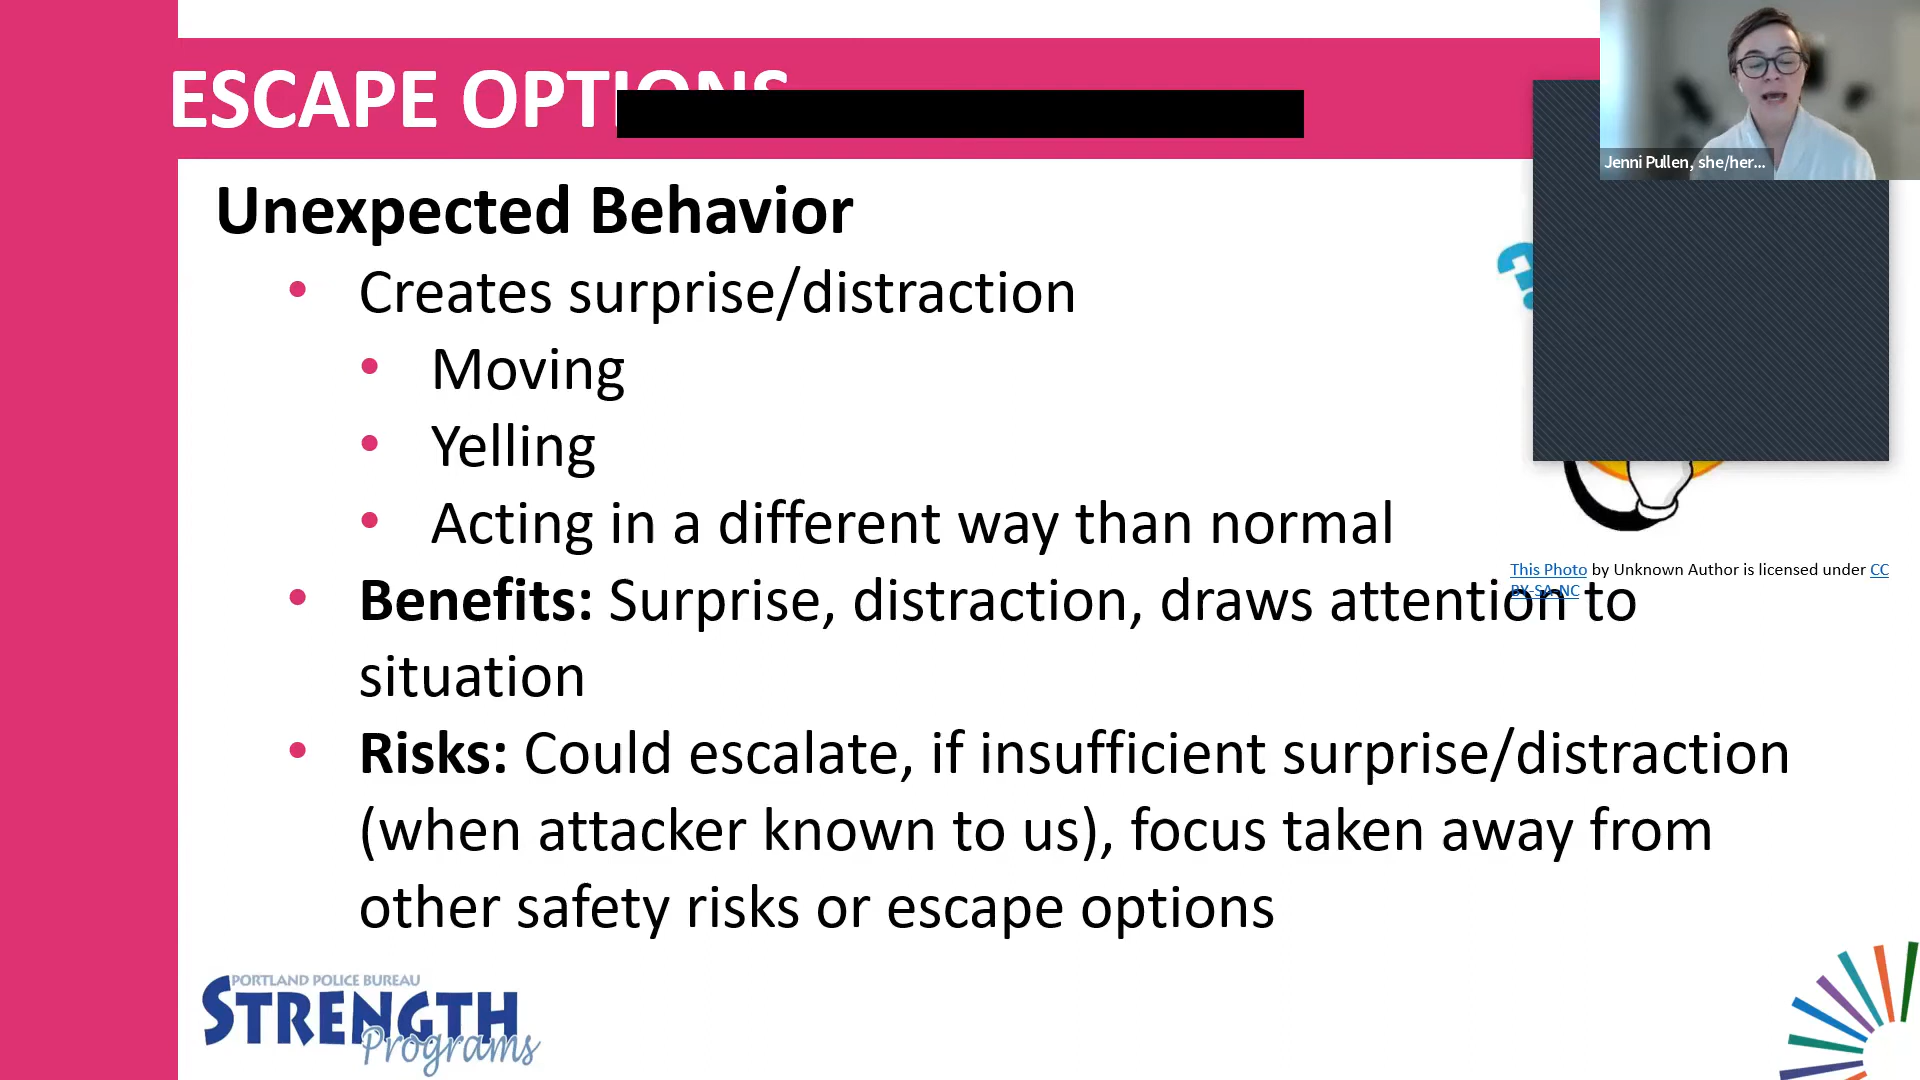 ESCAPE OPTIONS
Jenni Pullen, she/her...
Unexpected Behavior
• Creates surprise/distraction
• Moving
• Yelling
• Acting in a different way than normal
This Photo by Unknown Author is licensed under CC
BY-SA-NC
• Benefits: Surprise, distraction, draws attention to
situation
• Risks: Could escalate, if insufficient surprise/distraction
(when attacker known to us), focus taken away from
other safety risks or escape options
PORTLAND POLICE BUREAU
STRENGTH
Programs